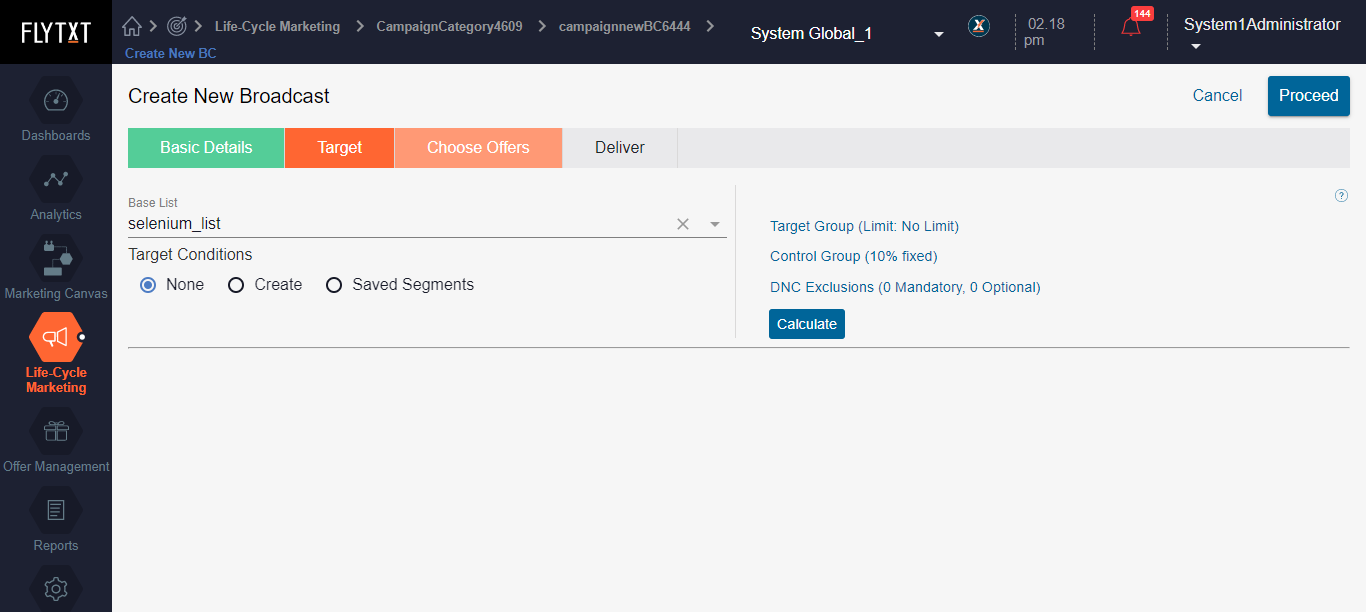 FLYTXT
Life-Cycle Marketing
CampaignCategory4609
campaignnewBC6444
Create New BC
System Global_1
X
02.18
pm
144
System1Administrator
Dashboards
Analytics
Marketing Canvas
Life-Cycle
Marketing
Offer Management
Reports
Create New Broadcast
Cancel
Proceed
Basic Details
Target
Choose Offers
Deliver
Base List
selenium_list
Target Conditions
None
Create
Saved Segments
?
Target Group (Limit: No Limit)
Control Group (10% fixed)
DNC Exclusions (0 Mandatory, 0 Optional)
Calculate